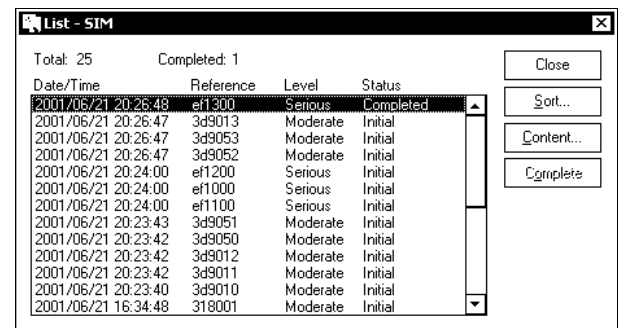 List - SIM
Total: 25 Completed: 1
Date/Time Reference Level Status
2001/06/21 20:26:48 ef1300 Serious Completed
2001/06/21 20:26:47 3d9013 Moderate Initial
2001/06/21 20:26:47 3d9053 Moderate Initial
2001/06/21 20:26:47 3d9052 Moderate Initial
2001/06/21 20:24:00 ef1200 Serious Initial
2001/06/21 20:24:00 ef1000 Serious Initial
2001/06/21 20:24:00 ef1100 Serious Initial
2001/06/21 20:23:43 3d9051 Moderate Initial
2001/06/21 20:23:42 3d9050 Moderate Initial
2001/06/21 20:23:42 3d9012 Moderate Initial
2001/06/21 20:23:42 3d9011 Moderate Initial
2001/06/21 20:23:40 3d9010 Moderate Initial
2001/06/21 16:34:48 318001 Moderate Initial
Close
Sort...
Content...
Complete